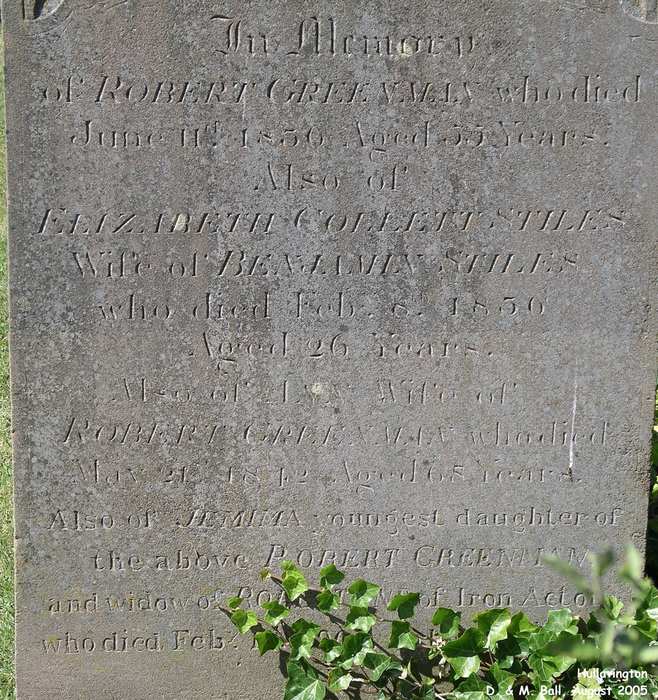 In Memory
of ROBERT GREENMAN who died
June 11th 1830 Aged 55 Years.
Also of
ELIZABETH COLLETT STILES
Wife of BENJAMIN STILES
who died Feb. 8th 1830
Aged 26 Years.
Also of ANN Wife of
ROBERT GREENMAN who died
May 21st 1842 Aged 68 Years.
Also of JEMIMA youngest daughter of
the above ROBERT GREENMAN
and widow of of Iron Acton
who died Feb.
Hullavington
D. & M. Ball, August 2005